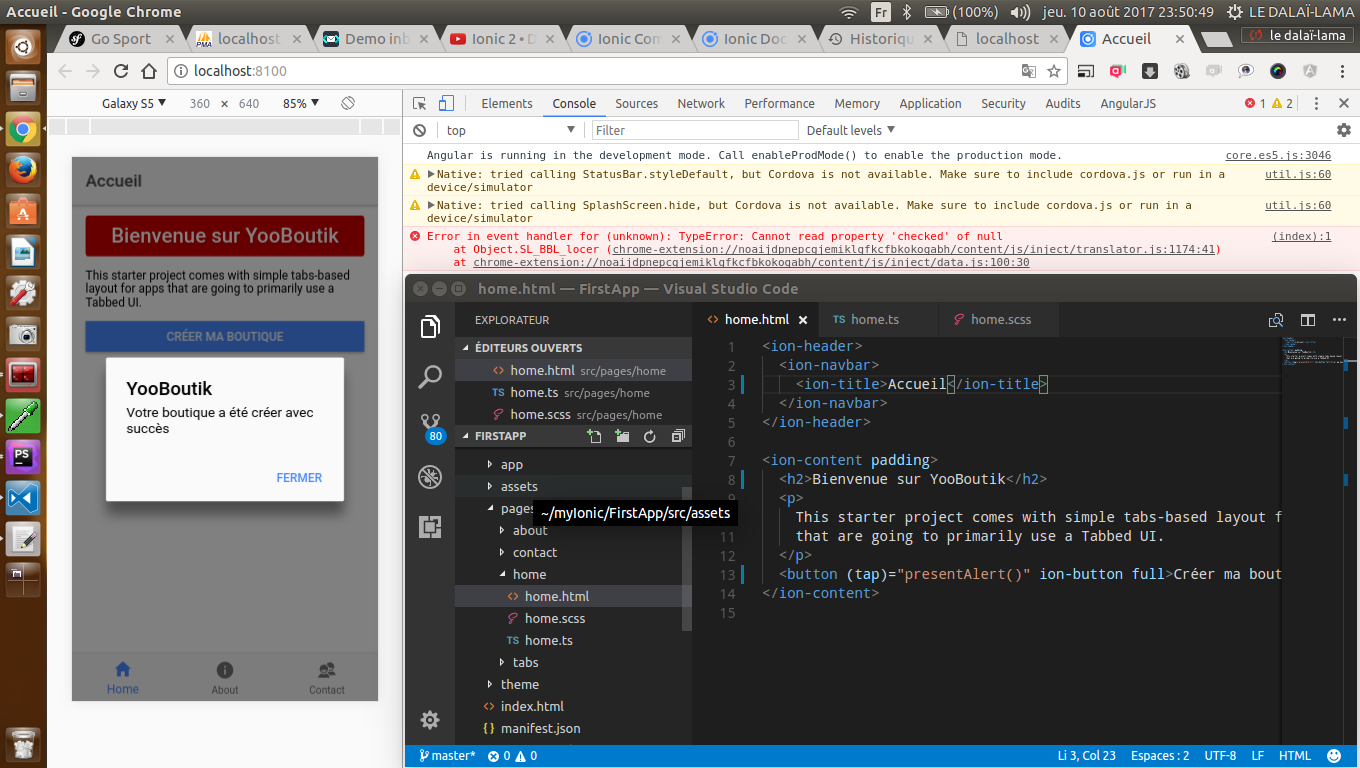 Accueil - Google Chrome
Fr
(100%)
jeu. 10 août 2017 23:50:49
LE DALAÏ-LAMA
Go Sport
localhost
Demo inb
Ionic 2 • D
Ionic Com
Ionic Doc
Historiqu
localhost
Accueil
le dalaï-lama
localhost:8100
Galaxy S5 ▼ 360 × 640 85% ▼
Elements Console Sources Network Performance Memory Application Security Audits AngularJS
1 2
top
Filter
Default levels ▼
Angular is running in the development mode. Call enableProdMode() to enable the production mode.
core.es5.js:3046
Native: tried calling StatusBar.styleDefault, but Cordova is not available. Make sure to include cordova.js or run in a
util.js:60
device/simulator
Native: tried calling SplashScreen.hide, but Cordova is not available. Make sure to include cordova.js or run in a
util.js:60
device/simulator
Error in event handler for (unknown): TypeError: Cannot read property 'checked' of null
(index):1
at Object.SL_BBL_locer (chrome-extension://noaijdpnepcgjemiklgfkcfbkokogabh/content/js/inject/translator.js:1174:41)
at chrome-extension://noaijdpnepcgjemiklgfkcfbkokogabh/content/js/inject/data.js:100:30
Accueil
Bienvenue sur YooBoutik
This starter project comes with simple tabs-based
layout for apps that are going to primarily use a
Tabbed UI.
CRÉER MA BOUTIQUE
YooBoutik
Votre boutique a été créer avec
succès
FERMER
Home
About
Contact
home.html — FirstApp — Visual Studio Code
EXPLORATEUR
ÉDITEURS OUVERTS
home.html src/pages/home
TS home.ts src/pages/home
home.scss src/pages/home
80
FIRSTAPP
app
assets
pages
~/myIonic/FirstApp/src/assets
about
contact
home
home.html
home.scss
TS home.ts
tabs
theme
index.html
{} manifest.json
home.html
TS home.ts
home.scss
1 <ion-header>
2 <ion-navbar>
3 <ion-title>Accueil</ion-title>
4 </ion-navbar>
5 </ion-header>
6
7 <ion-content padding>
8 <h2>Bienvenue sur YooBoutik</h2>
9 <p>
This starter project comes with simple tabs-based layout f
11 that are going to primarily use a Tabbed UI.
12 </p>
13 <button (tap)="presentAlert()" ion-button full>Créer ma bout
14 </ion-content>
15
master*
0 0
Li 3, Col 23
Espaces : 2
UTF-8
LF
HTML